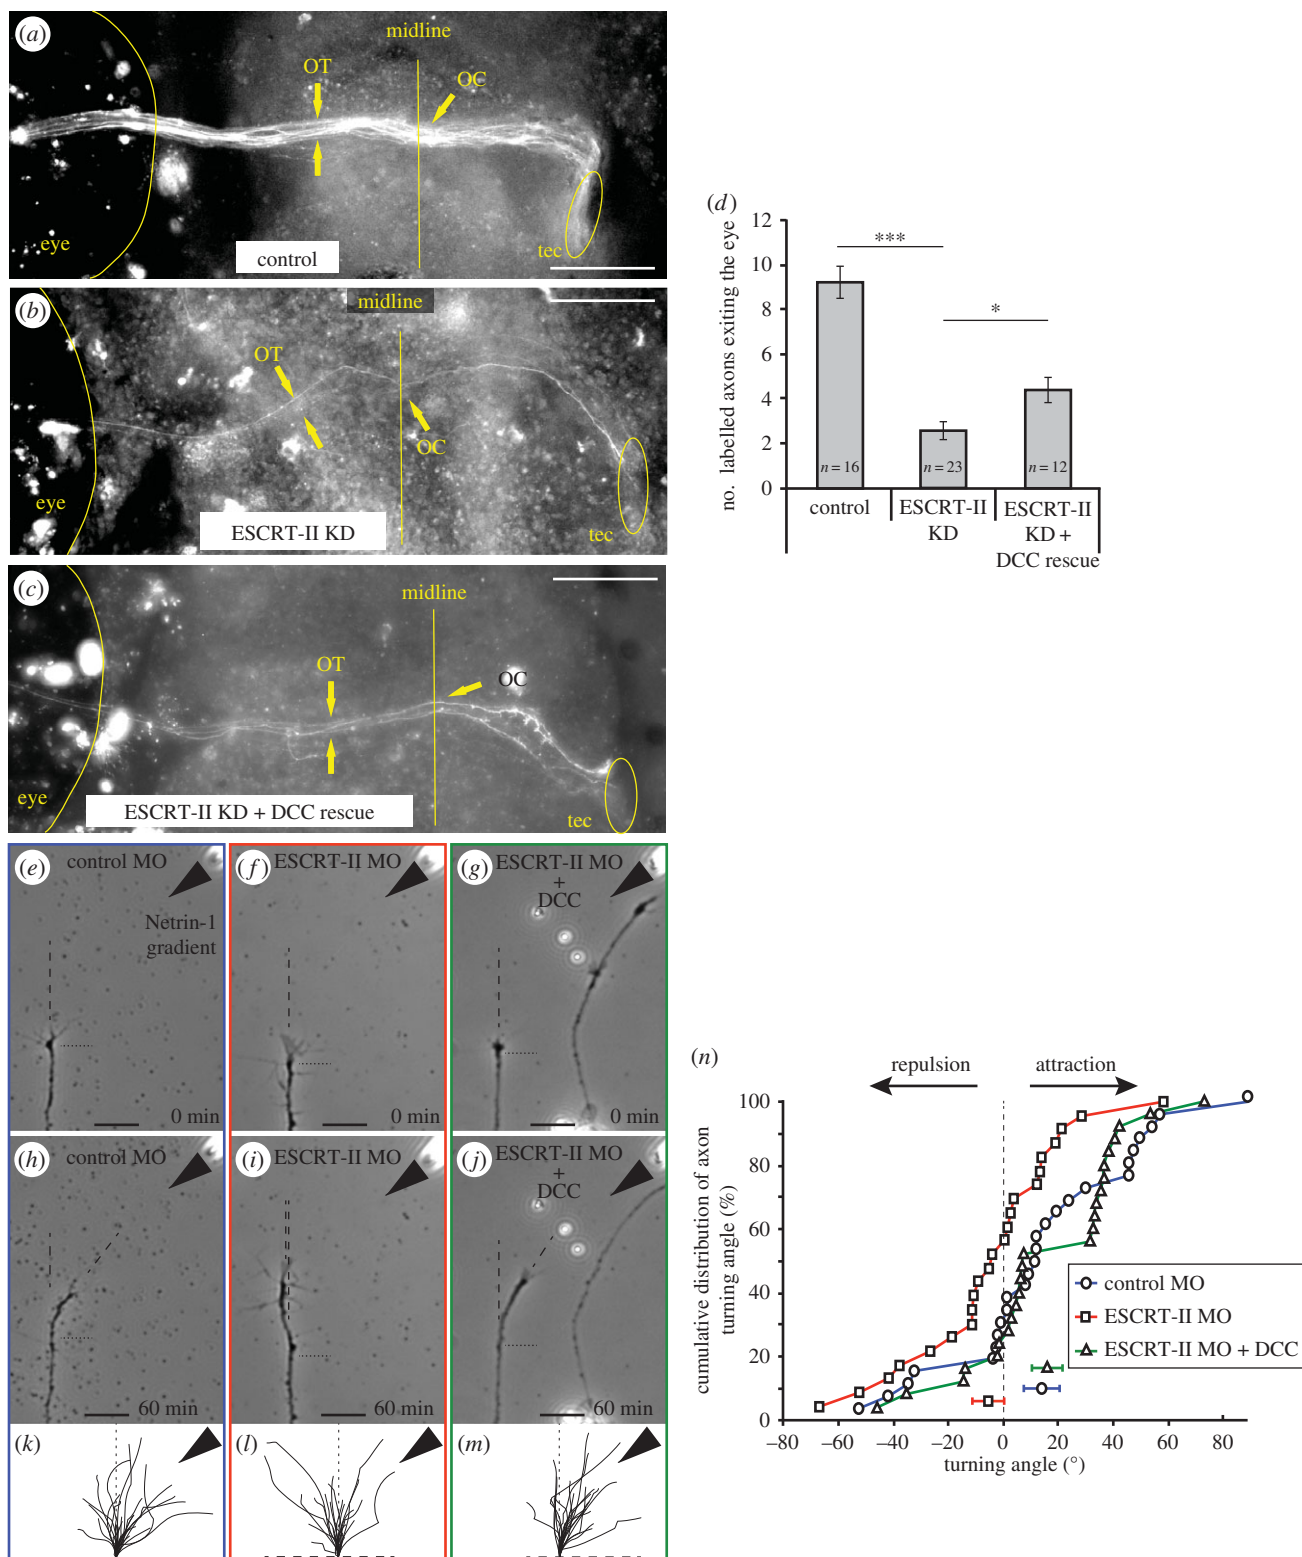 (a)
midline
OT
OC
eye
control
tec
(b)
midline
OT
OC
eye
ESCRT-II KD
tec
(c)
midline
OT
OC
eye
ESCRT-II KD + DCC rescue
tec
(d)
no. labelled axons exiting the eye
12
10
8
6
4
2
0
***
*
n = 16
n = 23
n = 12
control
ESCRT-II
KD
ESCRT-II
KD +
DCC rescue
(e)
control MO
Netrin-1
gradient
0 min
(f)
ESCRT-II MO
0 min
(g)
ESCRT-II MO
+
DCC
0 min
(h)
control MO
60 min
(i)
ESCRT-II MO
60 min
(j)
ESCRT-II MO
+
DCC
60 min
(k)
(l)
(m)
(n)
repulsion
attraction
cumulative distribution of axon
turning angle (%)
100
80
60
40
20
0
control MO
ESCRT-II MO
ESCRT-II MO + DCC
−80
−60
−40
−20
0
20
40
60
80
turning angle (°)